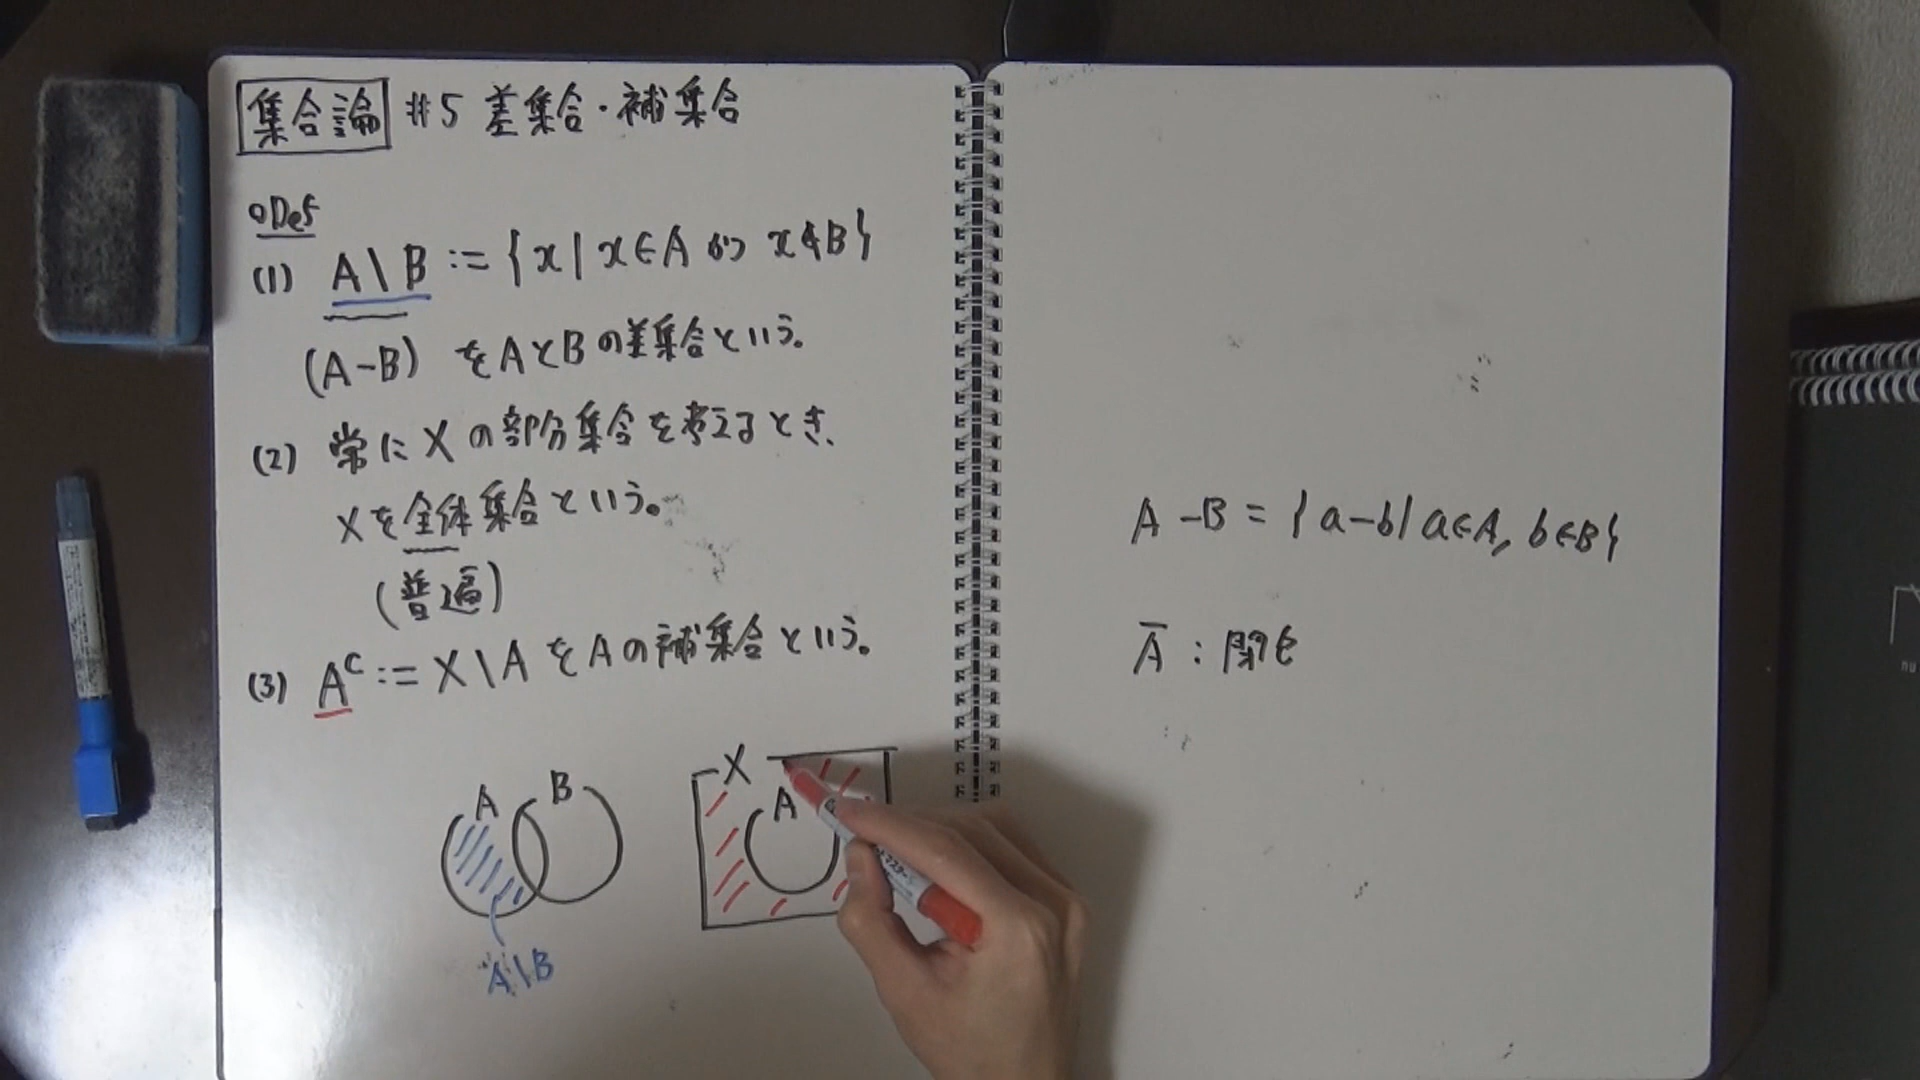 集合論 #5 差集合・補集合
○Def
(1) A\B := {x | x∈A かつ x∉B}
(A-B) をAとBの差集合という。
(2) 常に X の部分集合を考えるとき、
Xを全体集合という。
(普遍)
(3) A^c := X\A をAの補集合という。
A B
A\B
X
A
A-B = {a-b | a∈A, b∈B}
Ā : 閉包